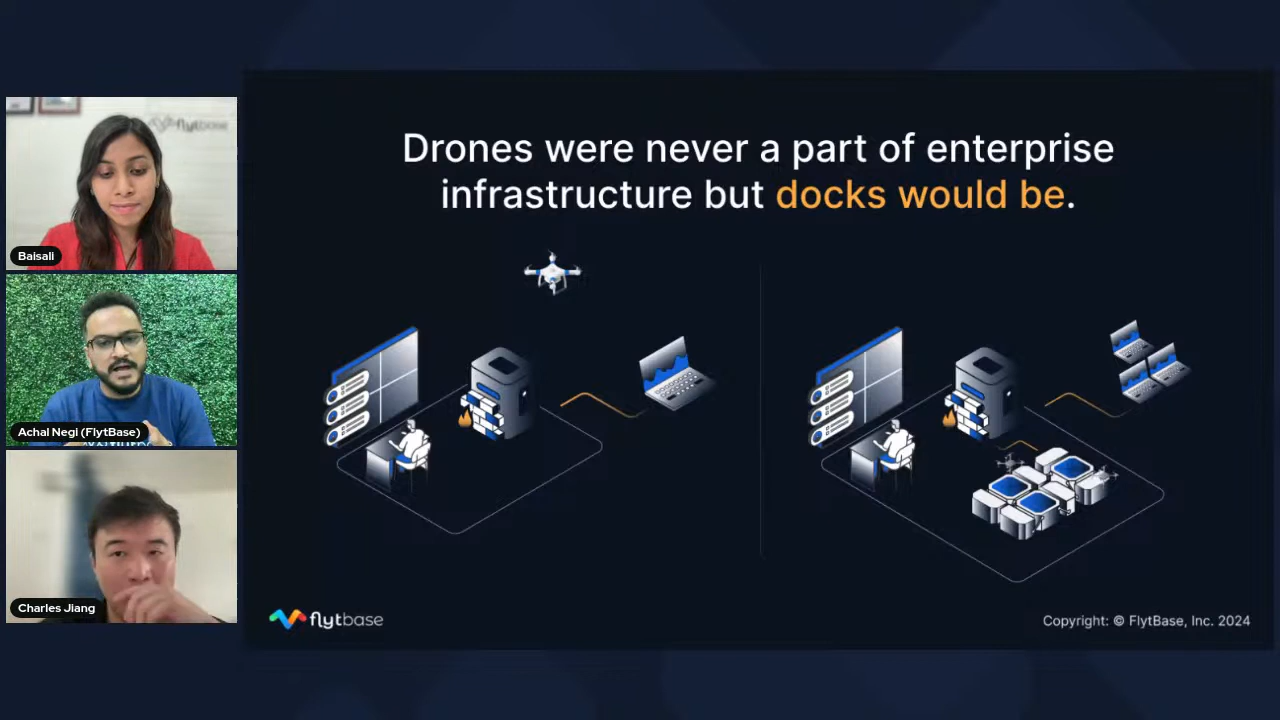 flytbase
Baisali
Achal Negi (FlytBase)
Charles Jiang
Drones were never a part of enterprise
infrastructure but docks would be.
flytbase
Copyright: © FlytBase, Inc. 2024